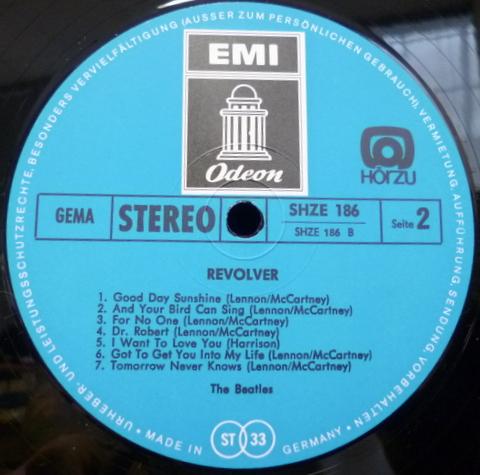 EMI
Odeon
HÖRZU
GEMA
STEREO
SHZE 186
SHZE 186 B
Seite 2
REVOLVER
1. Good Day Sunshine (Lennon/McCartney)
2. And Your Bird Can Sing (Lennon/McCartney)
3. For No One (Lennon/McCartney)
4. Dr. Robert (Lennon/McCartney)
5. I Want To Love You (Harrison)
6. Got To Get You Into My Life (Lennon/McCartney)
7. Tomorrow Never Knows (Lennon/McCartney)
The Beatles
URHEBER- UND LEISTUNGSSCHUTZRECHTE, BESONDERS VERVIELFÄLTIGUNG (AUSSER ZUM PERSÖNLICHEN GEBRAUCH), VERMIETUNG, AUFFÜHRUNG, SENDUNG, VORBEHALTEN
• MADE IN GERMANY •
ST 33